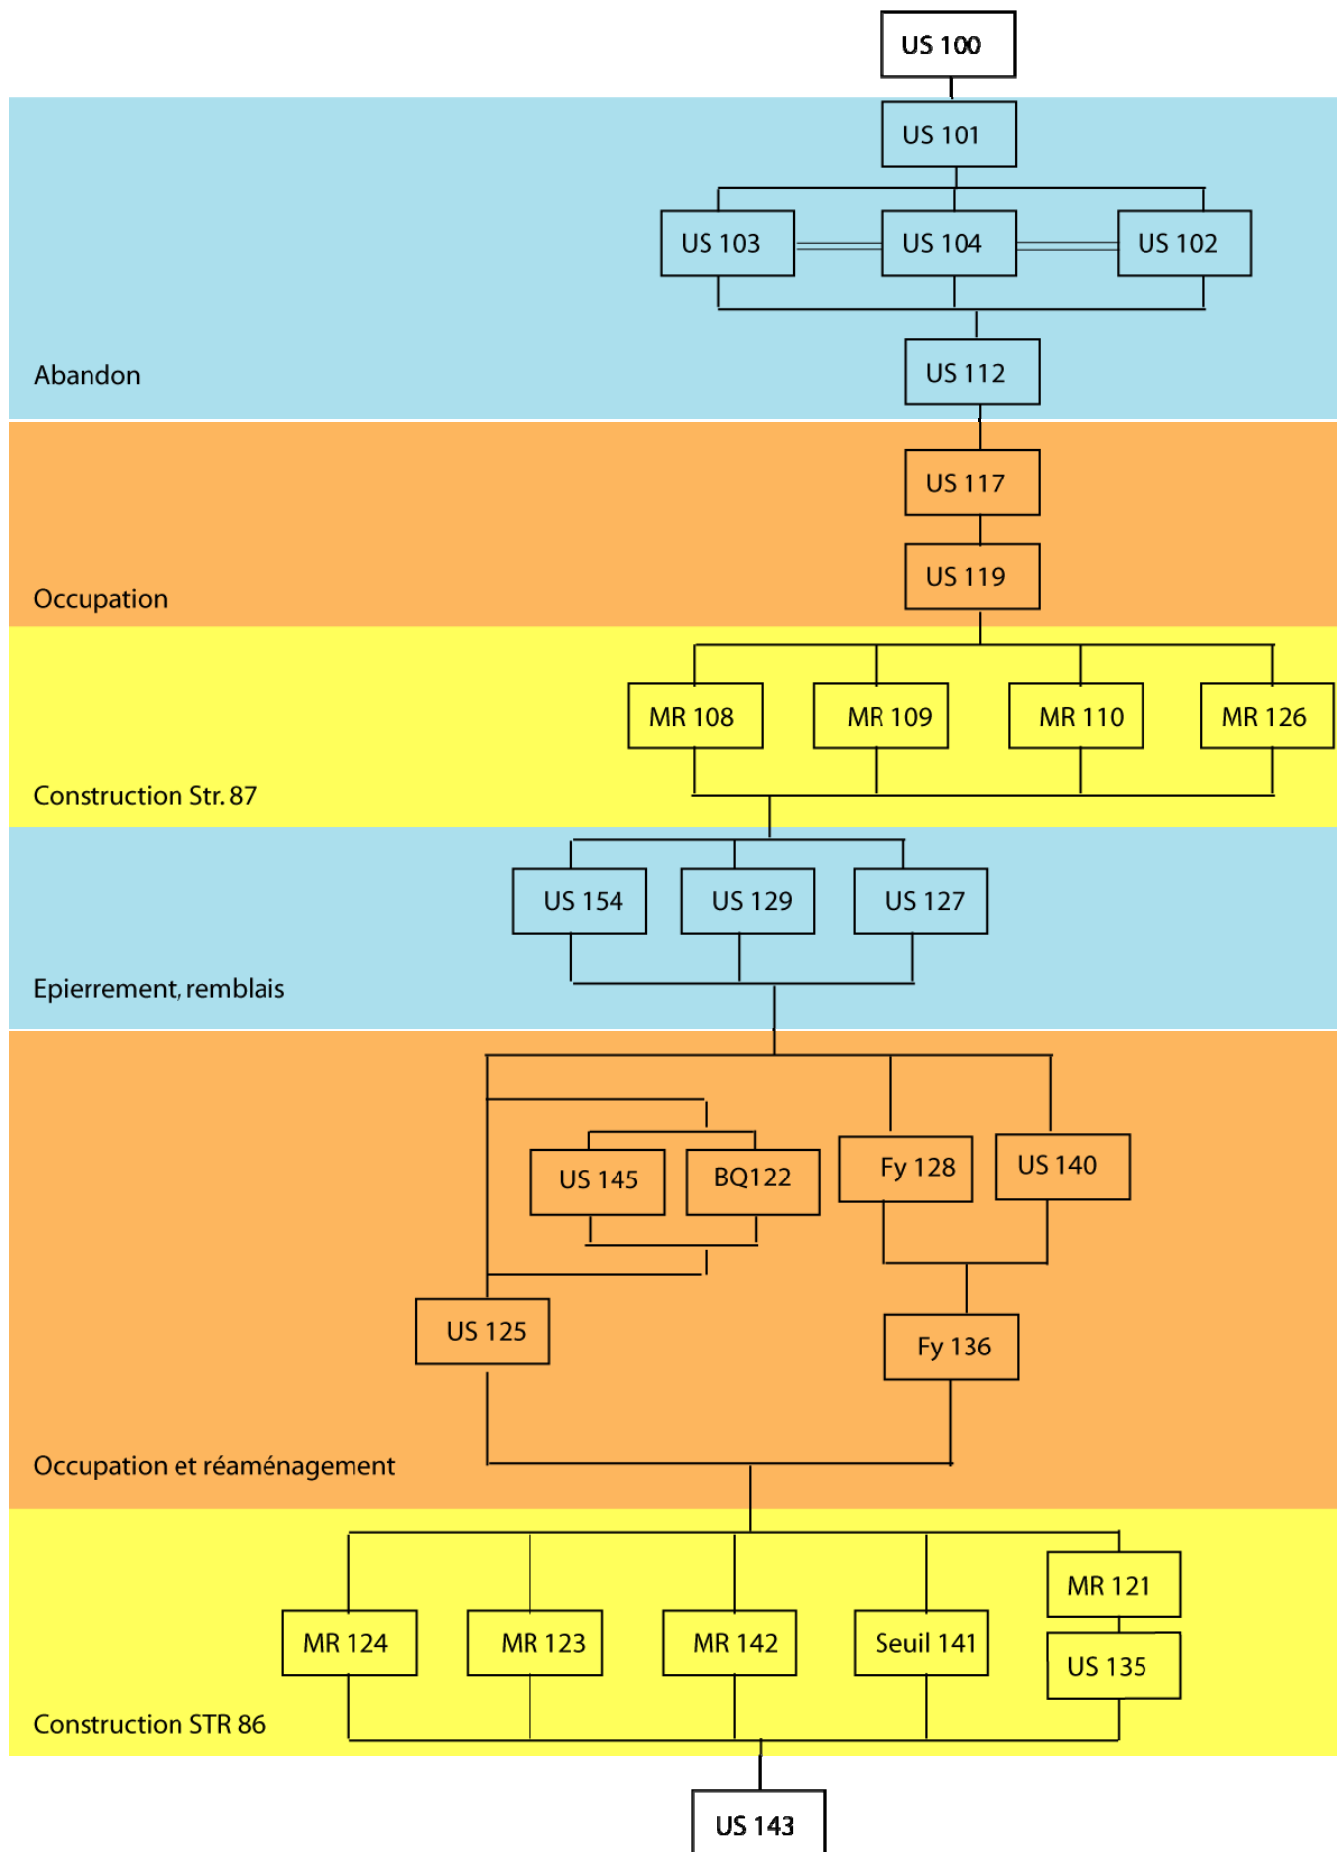 US 100
US 101
US 103
US 104
US 102
US 112
Abandon
US 117
US 119
Occupation
MR 108
MR 109
MR 110
MR 126
Construction Str. 87
US 154
US 129
US 127
Epierrement, remblais
US 145
BQ122
Fy 128
US 140
US 125
Fy 136
Occupation et réaménagement
MR 121
MR 124
MR 123
MR 142
Seuil 141
US 135
Construction STR 86
US 143